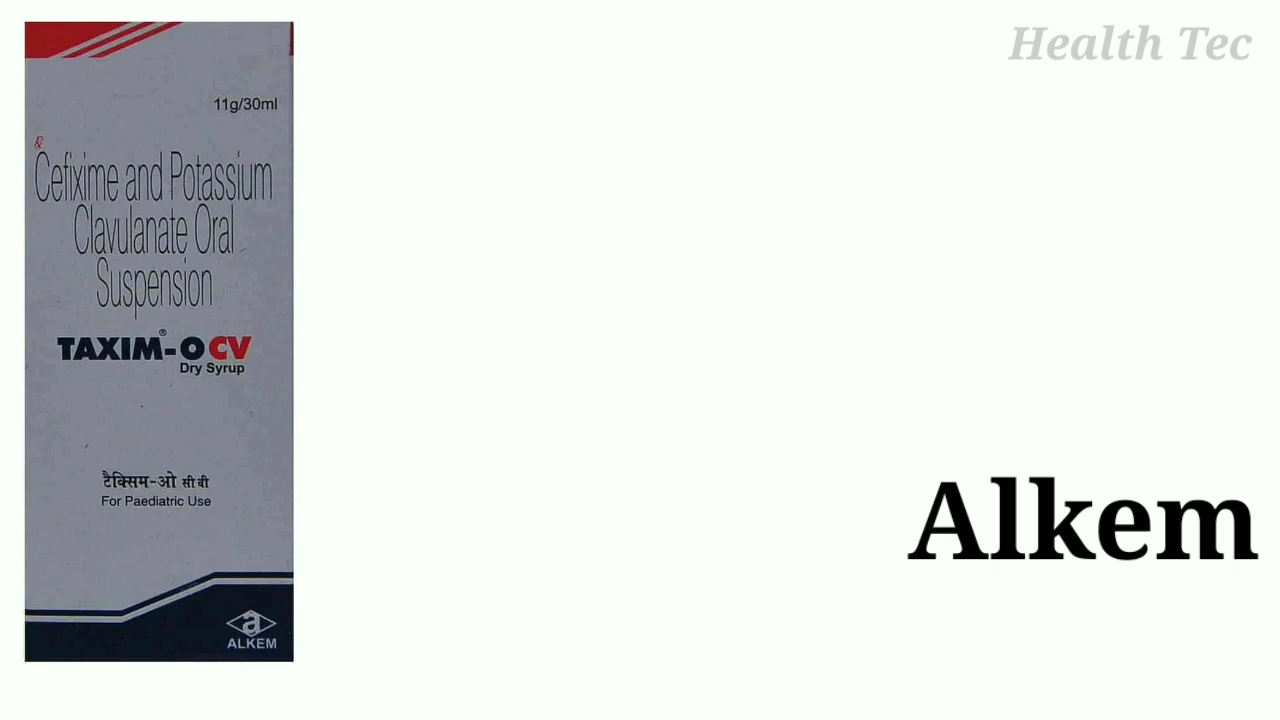 Health Tec
11g/30ml
Rx
Cefixime and Potassium
Clavulanate Oral
Suspension
TAXIM®-O CV
Dry Syrup
टैक्सिम-ओ सी वी
For Paediatric Use
a
ALKEM
Alkem